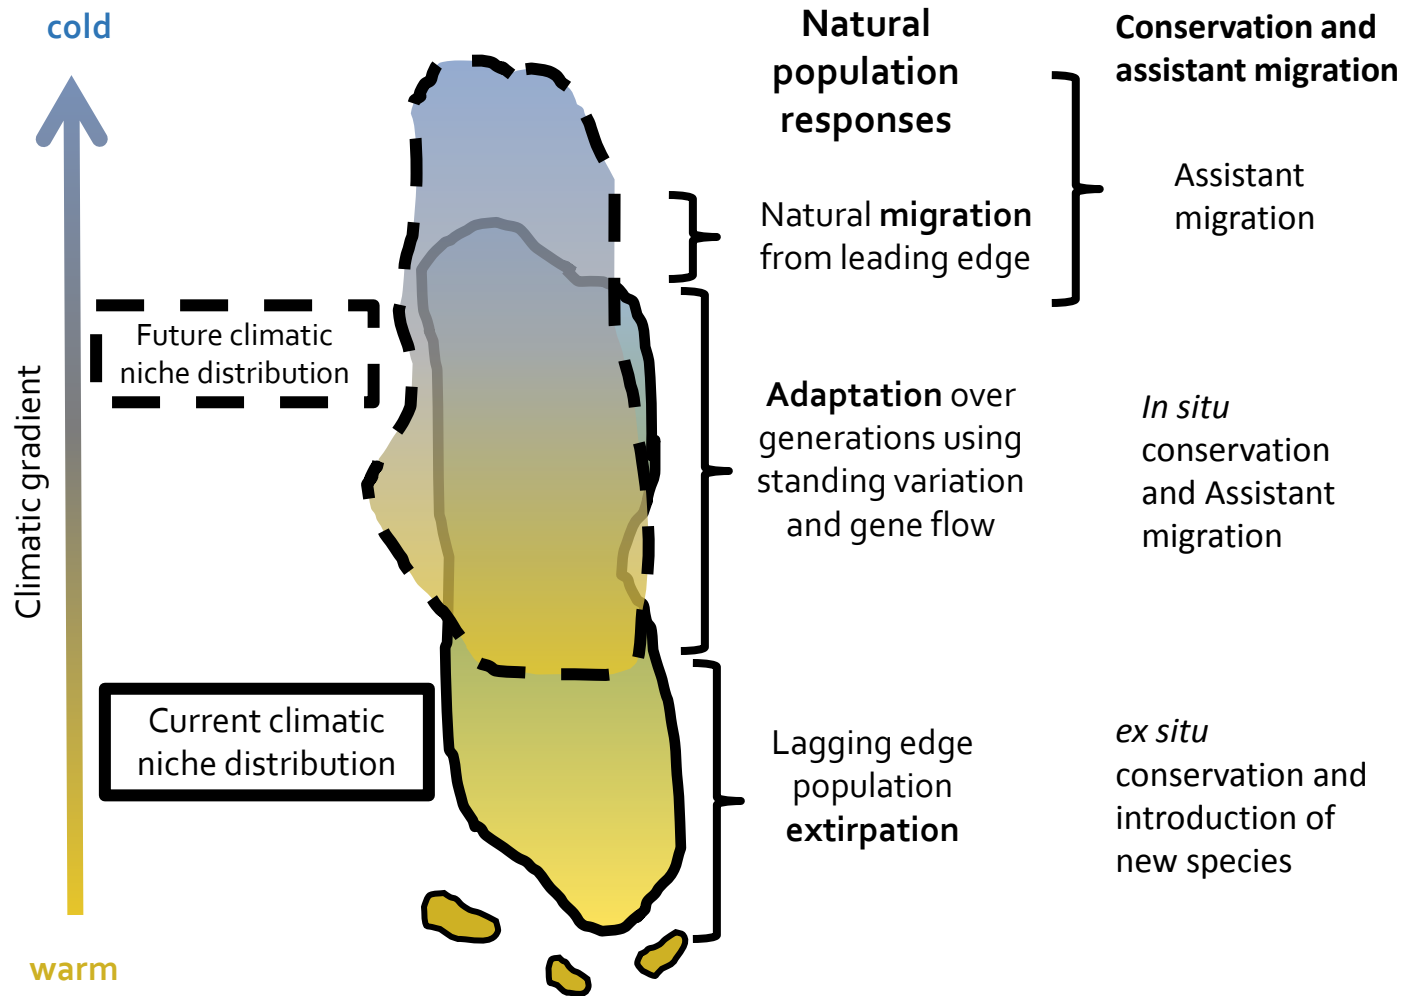 cold
Climatic gradient
warm
Future climatic
niche distribution
Current climatic
niche distribution
Natural
population
responses
Natural migration
from leading edge
Adaptation over
generations using
standing variation
and gene flow
Lagging edge
population
extirpation
Conservation and
assistant migration
Assistant
migration
In situ
conservation
and Assistant
migration
ex situ
conservation and
introduction of
new species